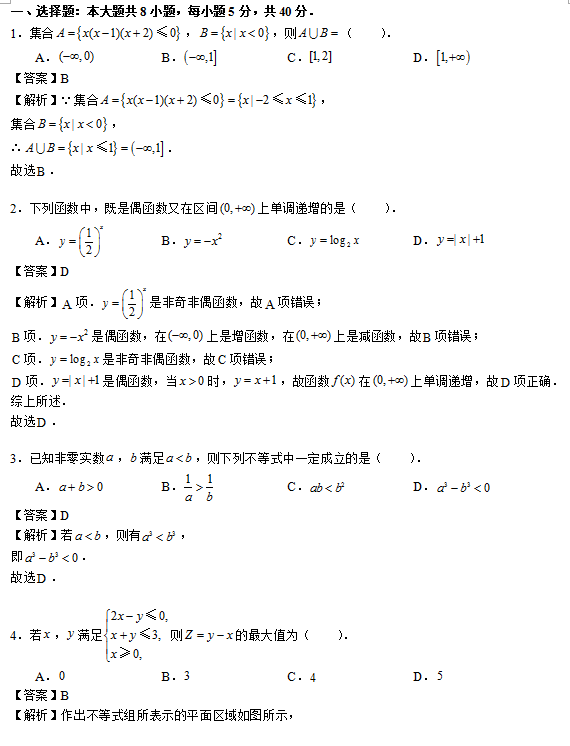 一、选择题:本大题共8小题,每小题5分,共40分.
1.集合A={x(x−1)(x+2)≤0},B={x|x<0},则A∪B=( ).
A.(−∞,0) B.(−∞,1] C.[1,2] D.[1,+∞)
【答案】B
【解析】∵集合A={x(x−1)(x+2)≤0}={x|−2≤x≤1},
集合B={x|x<0},
∴A∪B={x|x≤1}=(−∞,1].
故选B.
2.下列函数中,既是偶函数又在区间(0,+∞)上单调递增的是( ).
A.y=(1/2)^x B.y=−x² C.y=log₂x D.y=|x|+1
【答案】D
【解析】A项.y=(1/2)^x是非奇非偶函数,故A项错误;
B项.y=−x²是偶函数,在(−∞,0)上是增函数,在(0,+∞)上是减函数,故B项错误;
C项.y=log₂x是非奇非偶函数,故C项错误;
D项.y=|x|+1是偶函数,当x>0时,y=x+1,故函数f(x)在(0,+∞)上单调递增,故D项正确.
综上所述.
故选D.
3.已知非零实数a,b满足a<b,则下列不等式中一定成立的是( ).
A.a+b>0 B.1/a>1/b C.ab<b² D.a³−b³<0
【答案】D
【解析】若a<b,则有a³<b³,
即a³−b³<0.
故选D.
4.若x,y满足{2x−y≤0, x+y≤3, x≥0, 则Z=y−x的最大值为( ).
A.0 B.3 C.4 D.5
【答案】B
【解析】作出不等式组所表示的平面区域如图所示,